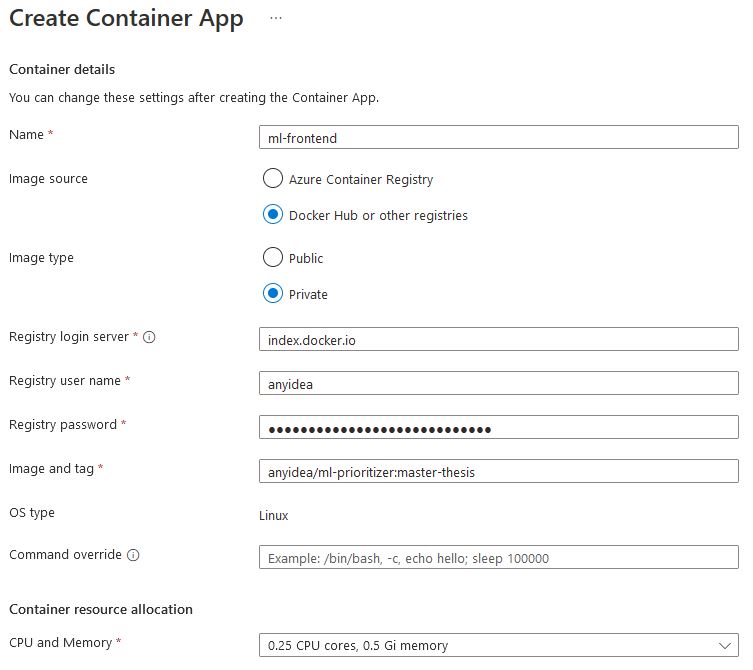 Create Container App ...
Container details
You can change these settings after creating the Container App.
Name *
ml-frontend
Image source
Azure Container Registry
Docker Hub or other registries
Image type
Public
Private
Registry login server *
index.docker.io
Registry user name *
anyidea
Registry password *
••••••••••••••••••••••••••••
Image and tag *
anyidea/ml-prioritizer:master-thesis
OS type
Linux
Command override
Example: /bin/bash, -c, echo hello; sleep 100000
Container resource allocation
CPU and Memory *
0.25 CPU cores, 0.5 Gi memory